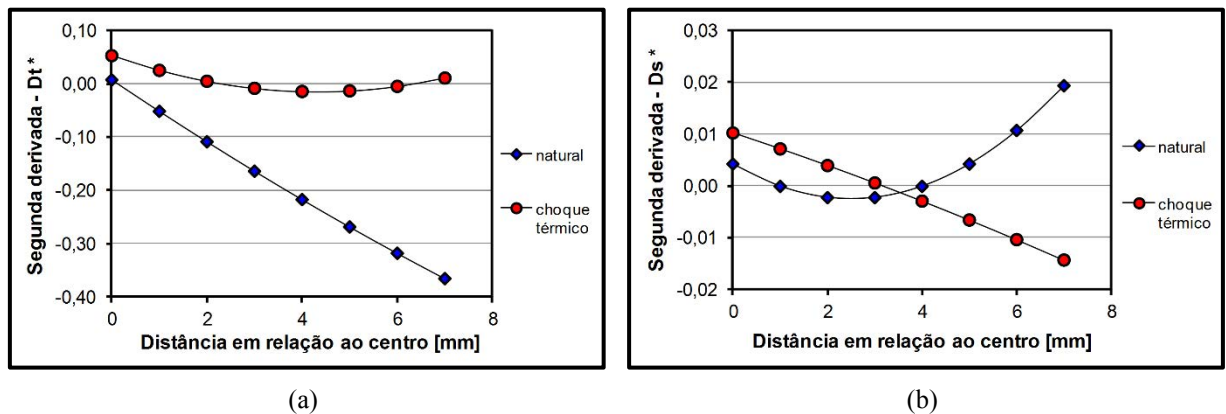 Segunda derivada - Dt *
0,10
0,00
-0,10
-0,20
-0,30
-0,40
0
2
4
6
8
Distância em relação ao centro [mm]
natural
choque
térmico
(a)
Segunda derivada - Ds *
0,03
0,02
0,01
0,00
-0,01
-0,02
0
2
4
6
8
Distância em relação ao centro [mm]
natural
choque
térmico
(b)